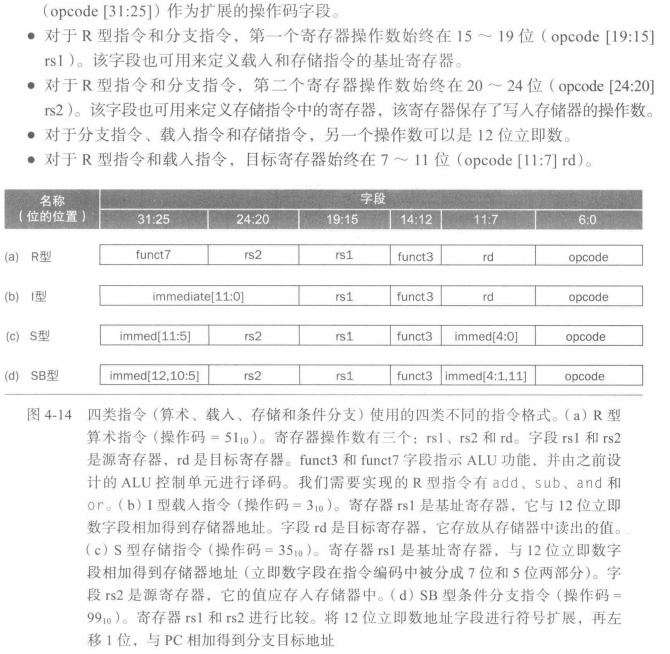 （opcode [31:25]）作为扩展的操作码字段。
● 对于 R 型指令和分支指令，第一个寄存器操作数始终在 15 ～ 19 位（opcode [19:15]
rs1）。该字段也可用来定义载入和存储指令的基址寄存器。
● 对于 R 型指令和分支指令，第二个寄存器操作数始终在 20 ～ 24 位（opcode [24:20]
rs2）。该字段也可用来定义存储指令中的寄存器，该寄存器保存了写入存储器的操作数。
● 对于分支指令、载入指令和存储指令，另一个操作数可以是 12 位立即数。
● 对于 R 型指令和载入指令，目标寄存器始终在 7 ～ 11 位（opcode [11:7] rd）。
名称 字段
（位的位置） 31:25 24:20 19:15 14:12 11:7 6:0
(a) R型 funct7 rs2 rs1 funct3 rd opcode
(b) I型 immediate[11:0] rs1 funct3 rd opcode
(c) S型 immed[11:5] rs2 rs1 funct3 immed[4:0] opcode
(d) SB型 immed[12,10:5] rs2 rs1 funct3 immed[4:1,11] opcode
图 4-14 四类指令（算术、载入、存储和条件分支）使用的四类不同的指令格式。（a）R 型
算术指令（操作码 = 51₁₀）。寄存器操作数有三个：rs1、rs2 和 rd。字段 rs1 和 rs2
是源寄存器，rd 是目标寄存器。funct3 和 funct7 字段指示 ALU 功能，并由之前设
计的 ALU 控制单元进行译码。我们需要实现的 R 型指令有 add、sub、and 和
or。（b）I 型载入指令（操作码 = 3₁₀）。寄存器 rs1 是基址寄存器，它与 12 位立即
数字段相加得到存储器地址。字段 rd 是目标寄存器，它存放从存储器中读出的值。
（c）S 型存储指令（操作码 = 35₁₀）。寄存器 rs1 是基址寄存器，与 12 位立即数字
段相加得到存储器地址（立即数字段在指令编码中被分成 7 位和 5 位两部分）。字
段 rs2 是源寄存器，它的值应存入存储器中。（d）SB 型条件分支指令（操作码 =
99₁₀）。寄存器 rs1 和 rs2 进行比较。将 12 位立即数地址字段进行符号扩展，再左
移 1 位，与 PC 相加得到分支目标地址